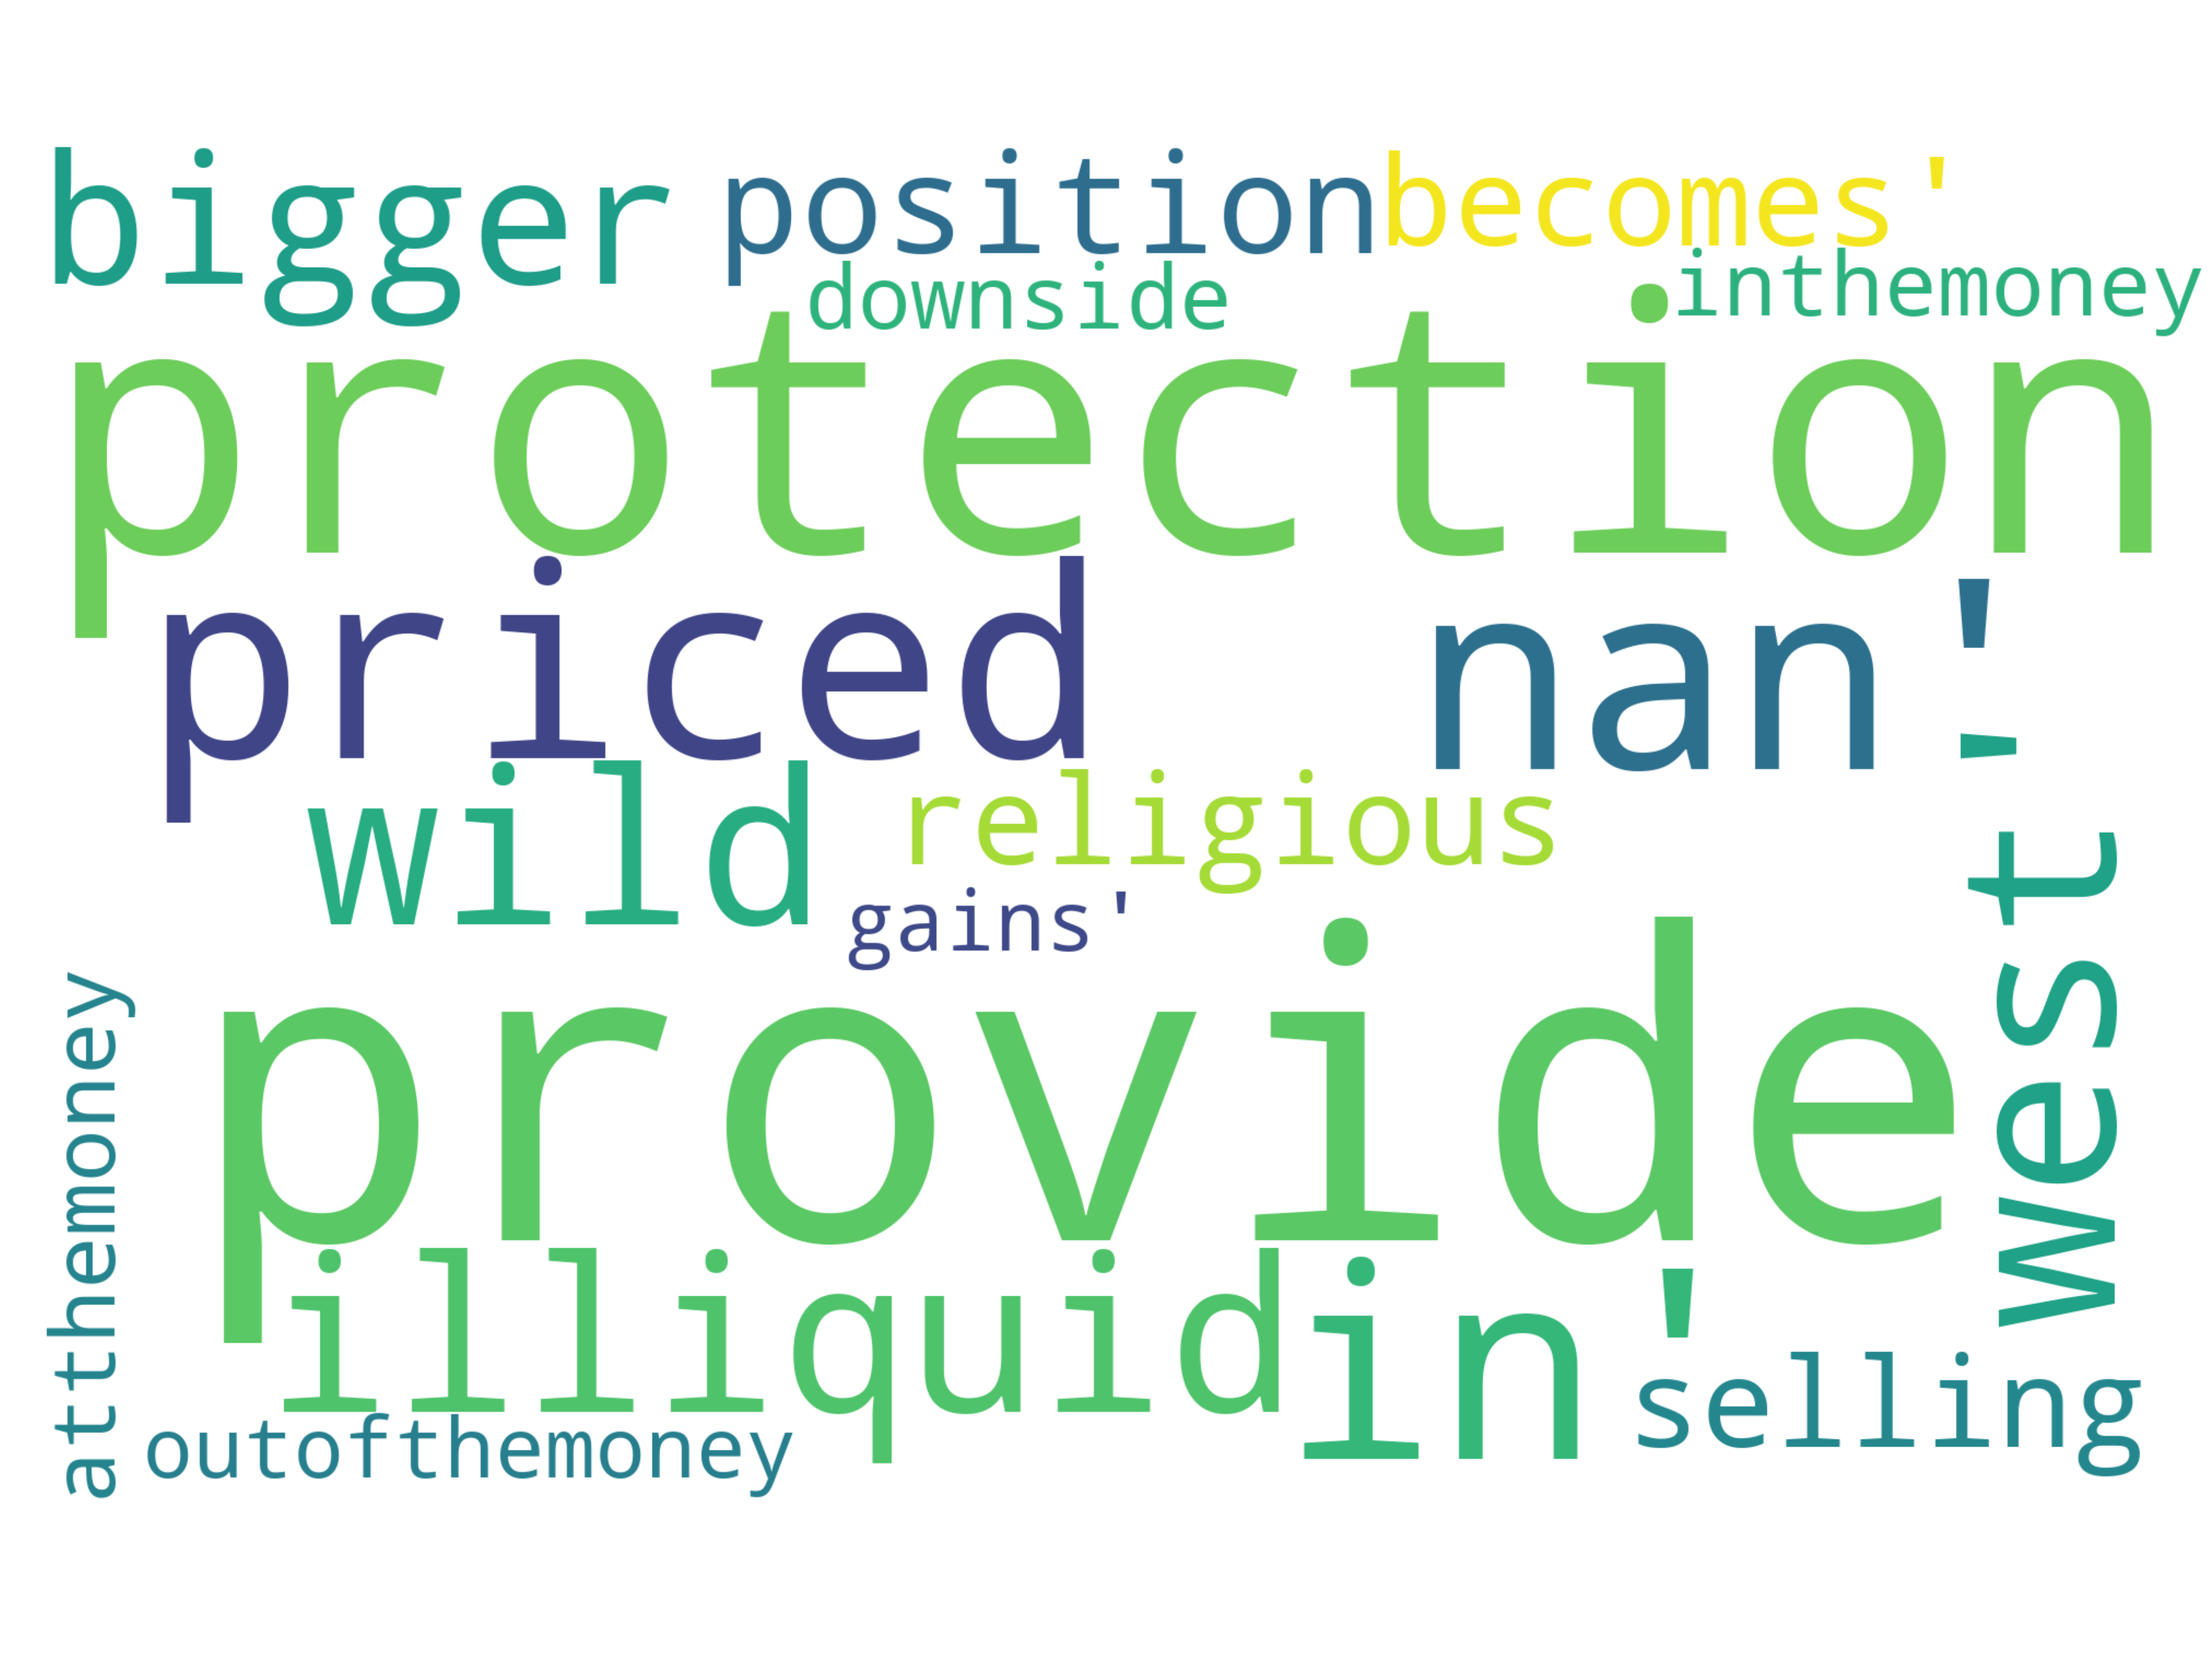 bigger position becomes'
downside inthemoney
protection
priced nan'
wild religious
gains'
west'
provide
atthemoney
illiquid in'
selling
outofthemoney